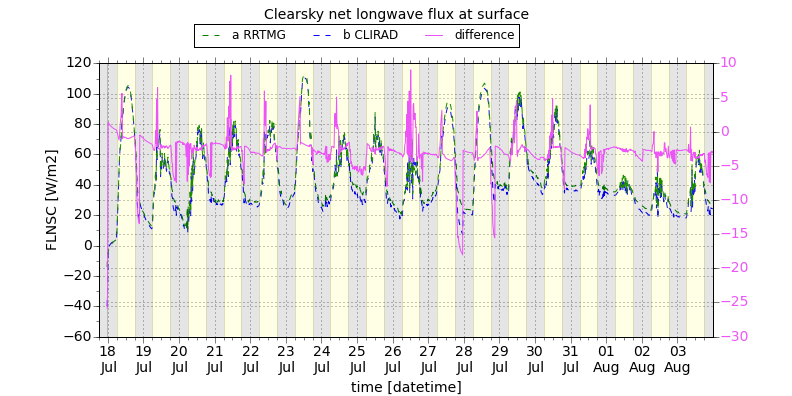 Clearsky net longwave flux at surface
a RRTMG b CLIRAD difference
120 10
100 5
80 0
60 −5
40 −10
20 −15
0 −20
−20 −25
−40 −30
−60
FLNSC [W/m2]
18 19 20 21 22 23 24 25 26 27 28 29 30 31 01 02 03
Jul Jul Jul Jul Jul Jul Jul Jul Jul Jul Jul Jul Jul Jul Aug Aug Aug
time [datetime]